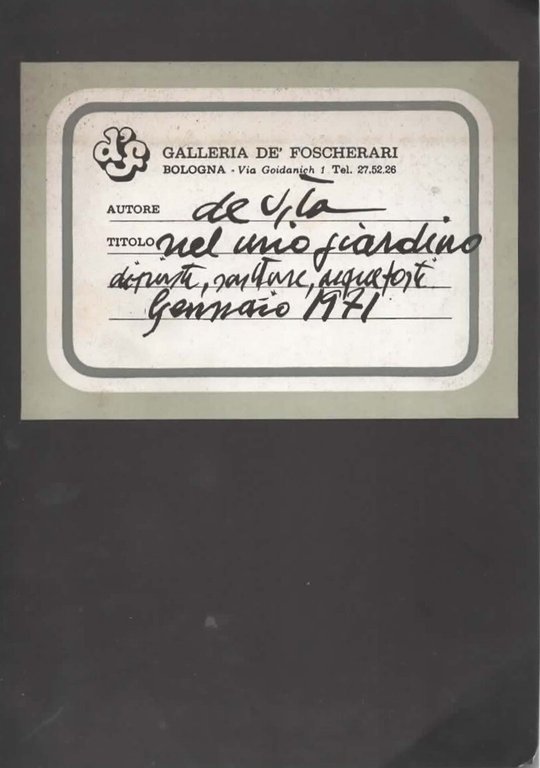 dſ
GALLERIA DE' FOSCHERARI
BOLOGNA - Via Goidanich 1 Tel. 27.52.26
AUTORE de Vita
TITOLO nel mio giardino
dipinti, sculture, acqueforti
Gennaio 1971